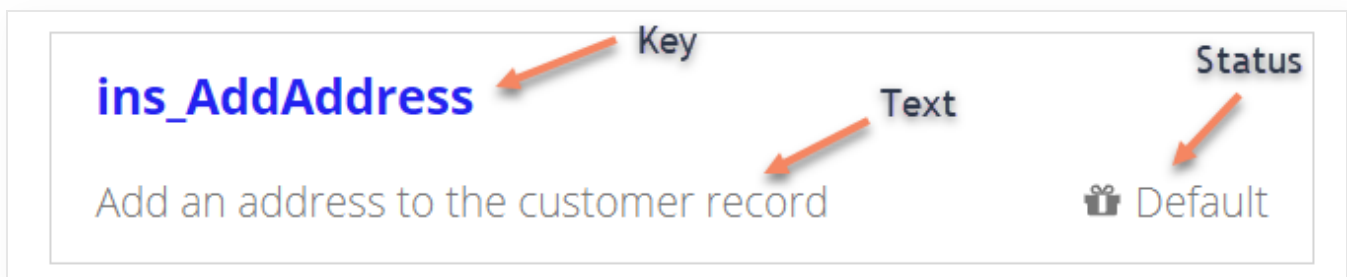 Key
Status
ins_AddAddress
Text
Add an address to the customer record
Default